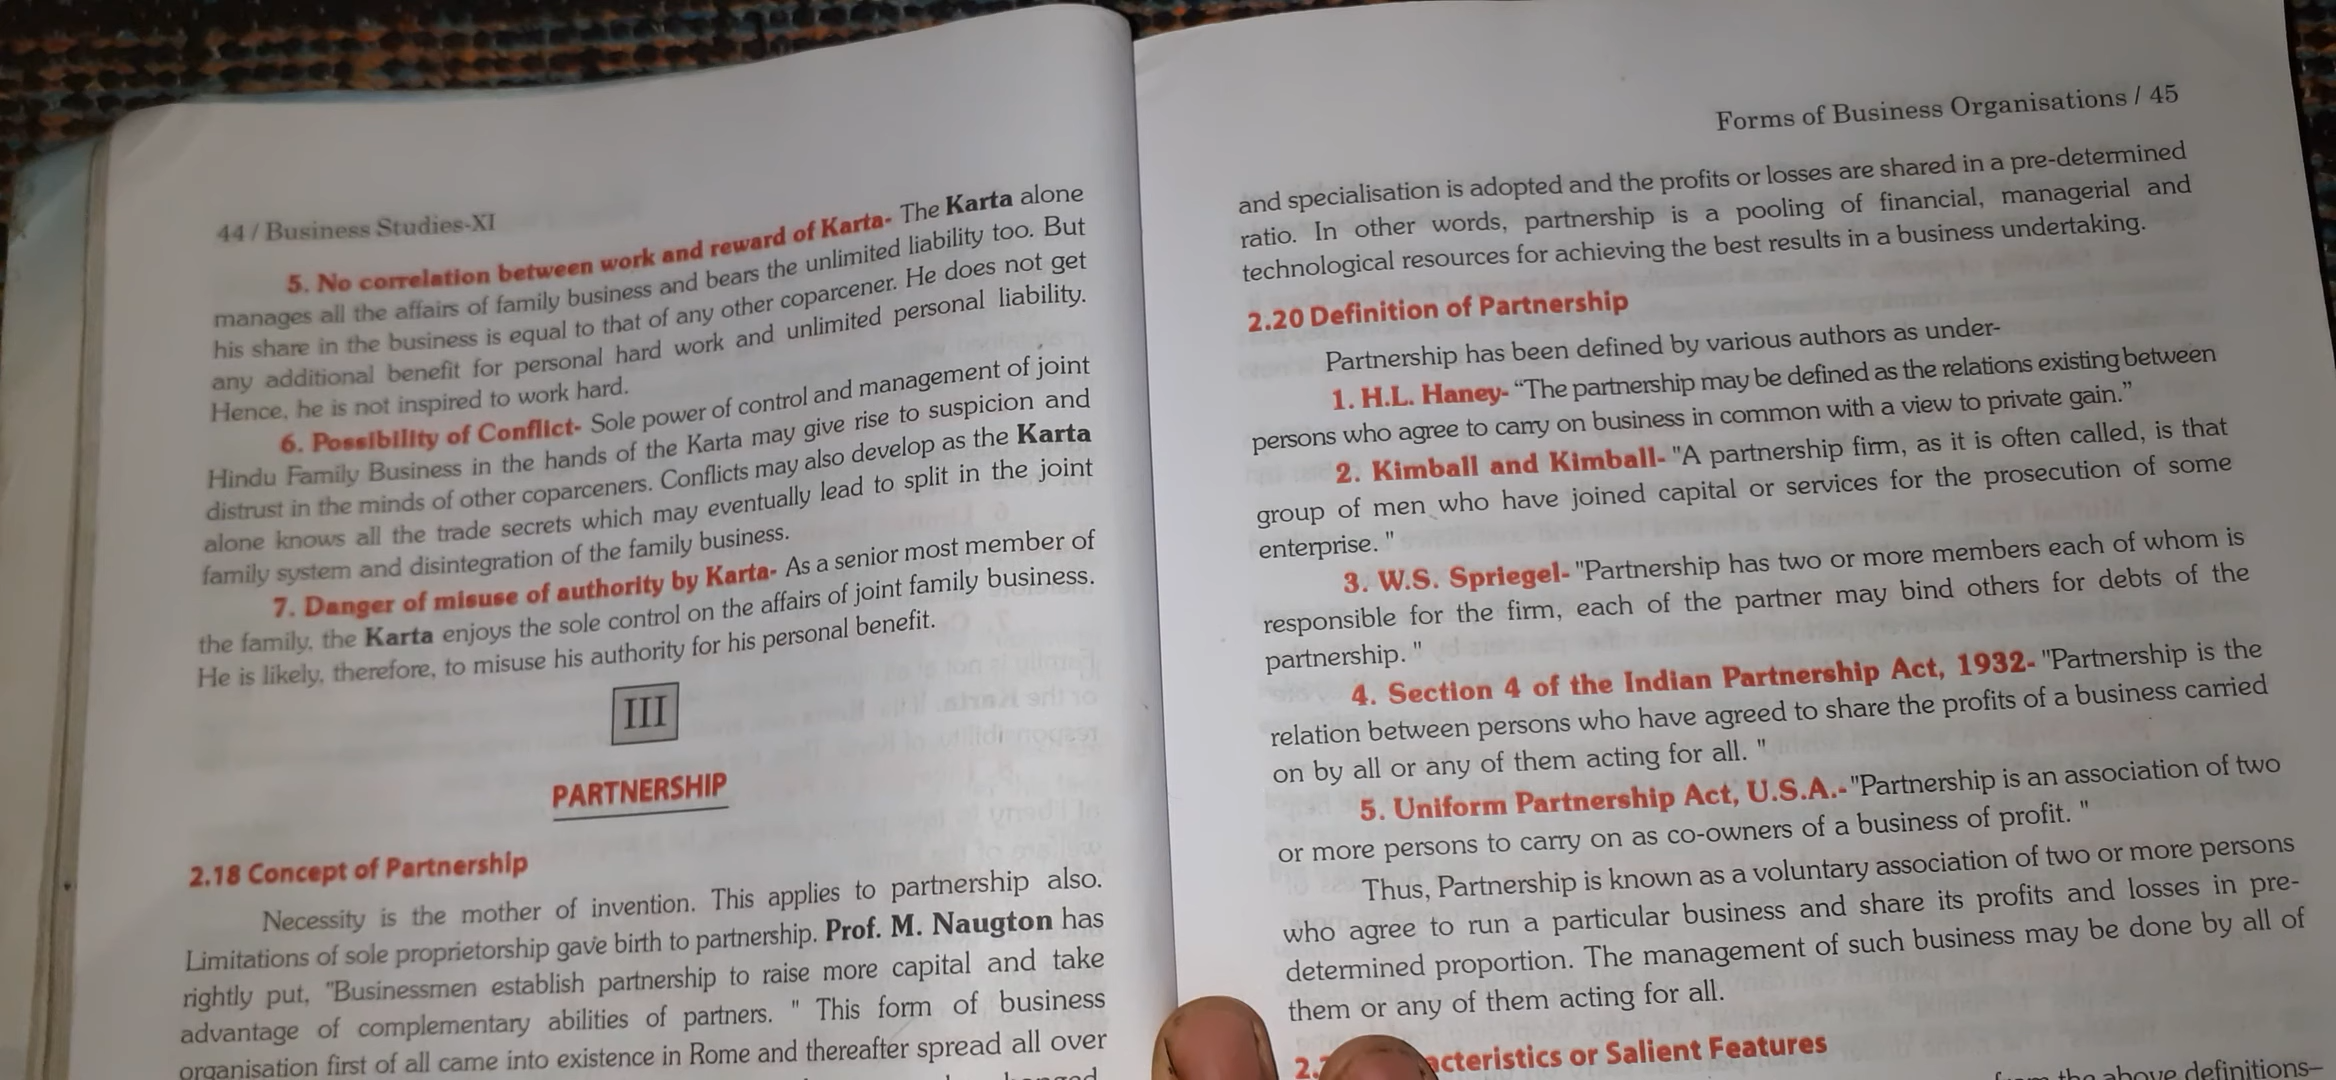 44 / Business Studies-XI
5. No correlation between work and reward of Karta- The Karta alone
manages all the affairs of family business and bears the unlimited liability too. But
his share in the business is equal to that of any other coparcener. He does not get
any additional benefit for personal hard work and unlimited personal liability.
Hence, he is not inspired to work hard.
6. Possibility of Conflict- Sole power of control and management of joint
Hindu Family Business in the hands of the Karta may give rise to suspicion and
distrust in the minds of other coparceners. Conflicts may also develop as the Karta
alone knows all the trade secrets which may eventually lead to split in the joint
family system and disintegration of the family business.
7. Danger of misuse of authority by Karta- As a senior most member of
the family, the Karta enjoys the sole control on the affairs of joint family business.
He is likely, therefore, to misuse his authority for his personal benefit.
III
PARTNERSHIP
2.18 Concept of Partnership
Necessity is the mother of invention. This applies to partnership also.
Limitations of sole proprietorship gave birth to partnership. Prof. M. Naugton has
rightly put, "Businessmen establish partnership to raise more capital and take
advantage of complementary abilities of partners. " This form of business
organisation first of all came into existence in Rome and thereafter spread all over
Forms of Business Organisations / 45
and specialisation is adopted and the profits or losses are shared in a pre-determined
ratio. In other words, partnership is a pooling of financial, managerial and
technological resources for achieving the best results in a business undertaking.
2.20 Definition of Partnership
Partnership has been defined by various authors as under-
1. H.L. Haney- “The partnership may be defined as the relations existing between
persons who agree to carry on business in common with a view to private gain.”
2. Kimball and Kimball- "A partnership firm, as it is often called, is that
group of men who have joined capital or services for the prosecution of some
enterprise. "
3. W.S. Spriegel- "Partnership has two or more members each of whom is
responsible for the firm, each of the partner may bind others for debts of the
partnership. "
4. Section 4 of the Indian Partnership Act, 1932- "Partnership is the
relation between persons who have agreed to share the profits of a business carried
on by all or any of them acting for all. "
5. Uniform Partnership Act, U.S.A.- "Partnership is an association of two
or more persons to carry on as co-owners of a business of profit. "
Thus, Partnership is known as a voluntary association of two or more persons
who agree to run a particular business and share its profits and losses in pre-
determined proportion. The management of such business may be done by all of
them or any of them acting for all.
acteristics or Salient Features
the above definitions–